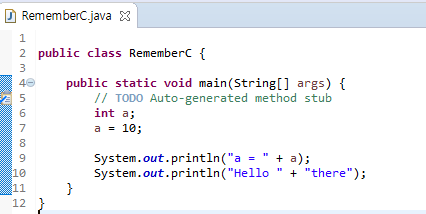 RememberC.java
1
2 public class RememberC {
3
4 public static void main(String[] args) {
5 // TODO Auto-generated method stub
6 int a;
7 a = 10;
8
9 System.out.println("a = " + a);
10 System.out.println("Hello " + "there");
11 }
12 }